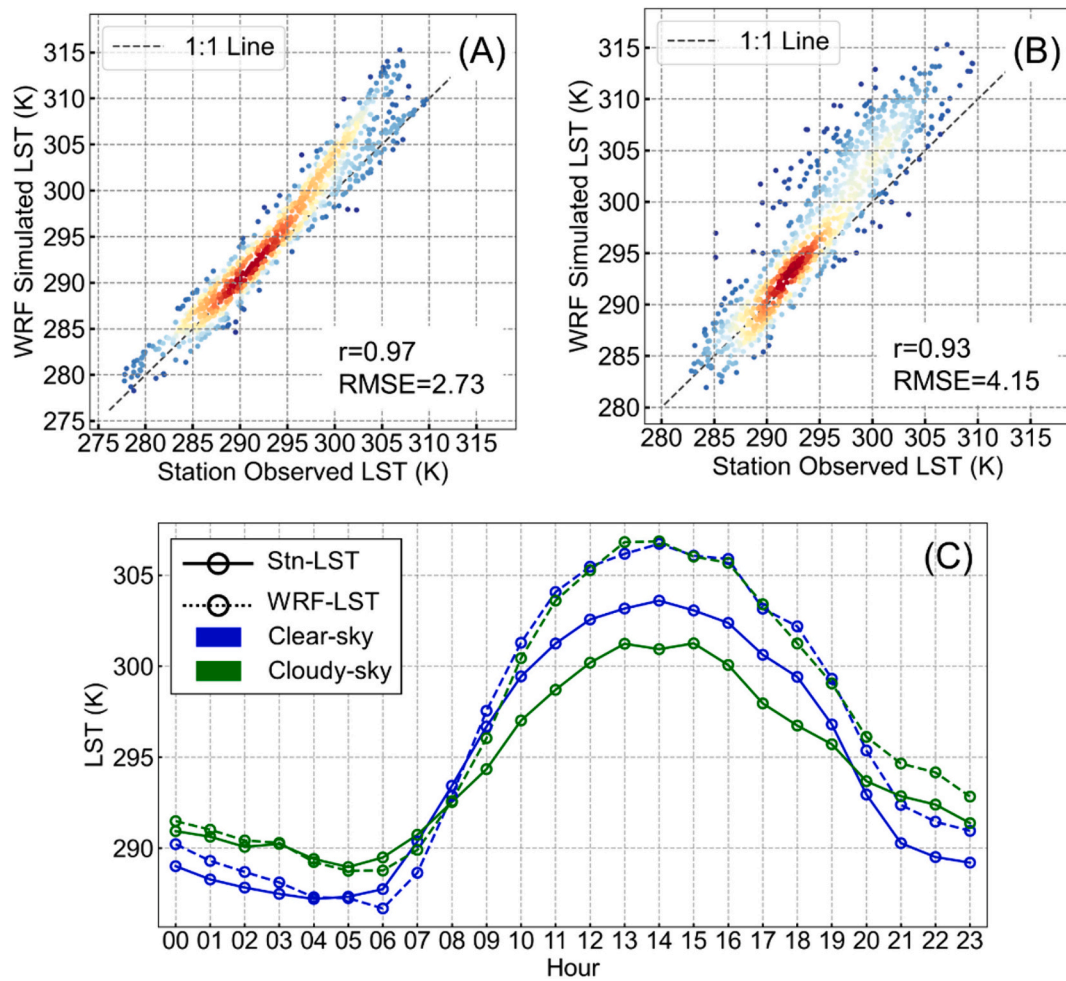 1:1 Line
(A)
WRF Simulated LST (K)
315
310
305
300
295
290
285
280
275
r=0.97
RMSE=2.73
275 280 285 290 295 300 305 310 315
Station Observed LST (K)
1:1 Line
(B)
WRF Simulated LST (K)
315
310
305
300
295
290
285
280
r=0.93
RMSE=4.15
280 285 290 295 300 305 310 315
Station Observed LST (K)
Stn-LST
WRF-LST
Clear-sky
Cloudy-sky
(C)
LST (K)
305
300
295
290
00 01 02 03 04 05 06 07 08 09 10 11 12 13 14 15 16 17 18 19 20 21 22 23
Hour